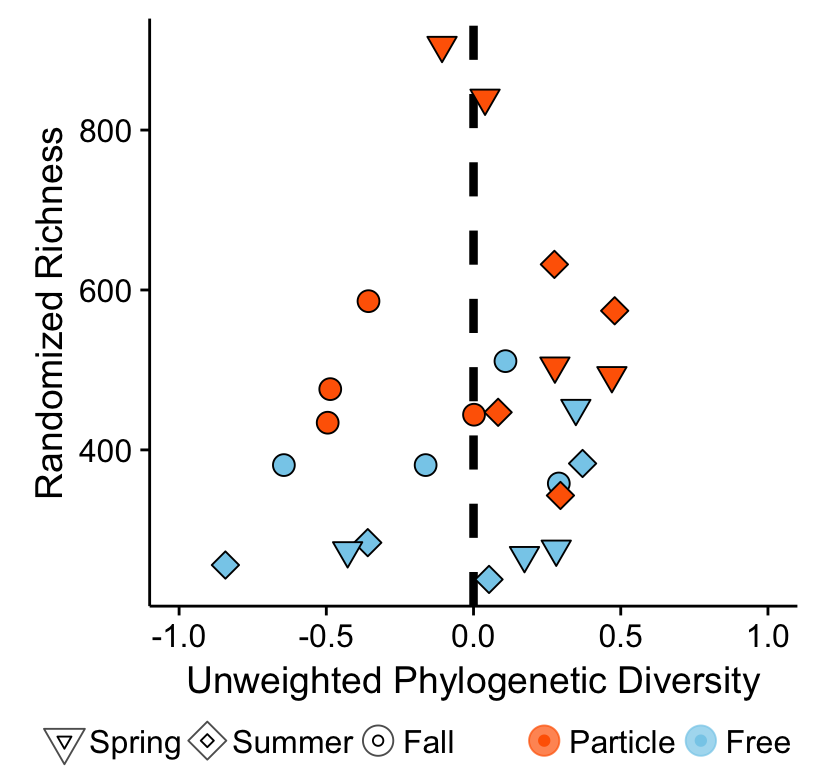 Randomized Richness
800
600
400
-1.0 -0.5 0.0 0.5 1.0
Unweighted Phylogenetic Diversity
Spring Summer Fall Particle Free